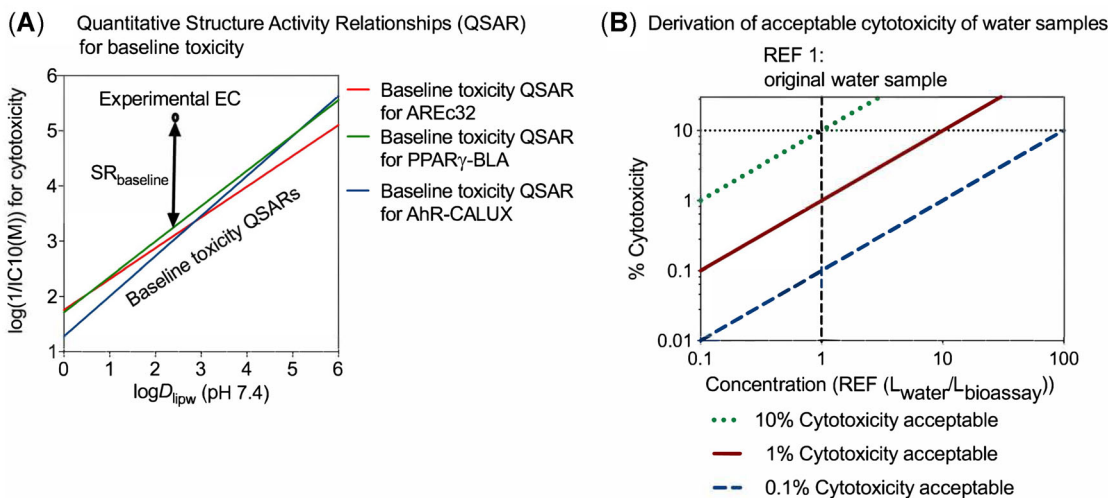 (A) Quantitative Structure Activity Relationships (QSAR)
for baseline toxicity
log(1/IC10(M)) for cytotoxicity
6
5
4
3
2
1
0
1
2
3
4
5
6
logDlipw (pH 7.4)
Experimental EC
SRbaseline
Baseline toxicity QSARs
Baseline toxicity QSAR
for AREc32
Baseline toxicity QSAR
for PPARγ-BLA
Baseline toxicity QSAR
for AhR-CALUX
(B) Derivation of acceptable cytotoxicity of water samples
REF 1:
original water sample
% Cytotoxicity
10
1
0.1
0.01
0.1
1
10
100
Concentration (REF (Lwater/Lbioassay))
10% Cytotoxicity acceptable
1% Cytotoxicity acceptable
0.1% Cytotoxicity acceptable